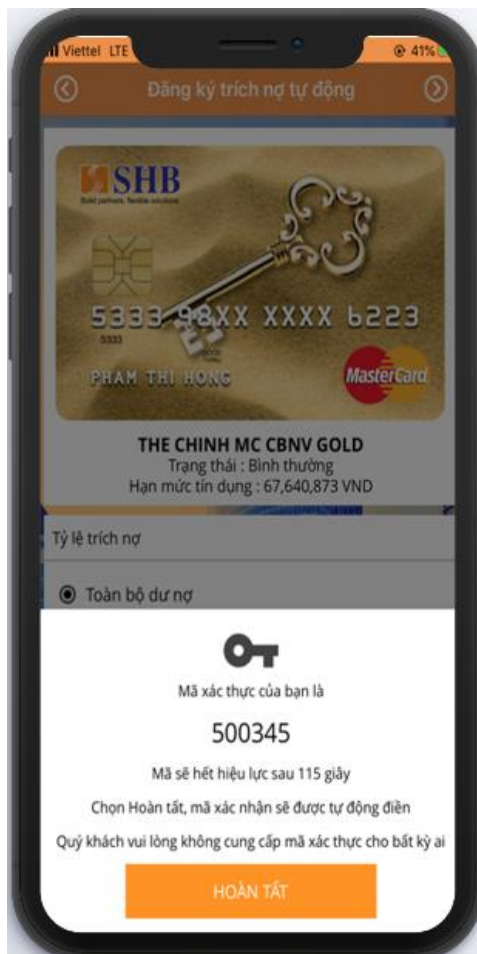 Viettel LTE 41%
Đăng ký trích nợ tự động
SHB
Solid partners, flexible solutions
5333 98XX XXXX 6223
5333
PHAM THI HONG
MasterCard
THE CHINH MC CBNV GOLD
Trạng thái : Bình thường
Hạn mức tín dụng : 67,640,873 VND
Tỷ lệ trích nợ
Toàn bộ dư nợ
Mã xác thực của bạn là
500345
Mã sẽ hết hiệu lực sau 115 giây
Chọn Hoàn tất, mã xác nhận sẽ được tự động điền
Quý khách vui lòng không cung cấp mã xác thực cho bất kỳ ai
HOÀN TẤT